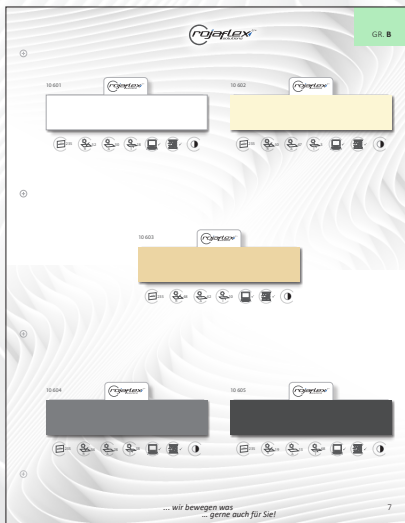 rojaflex
solutions
GR. B
10 601
rojaflex
10 602
rojaflex
10 603
rojaflex
10 604
rojaflex
10 605
rojaflex
... wir bewegen was
... gerne auch für Sie!
7